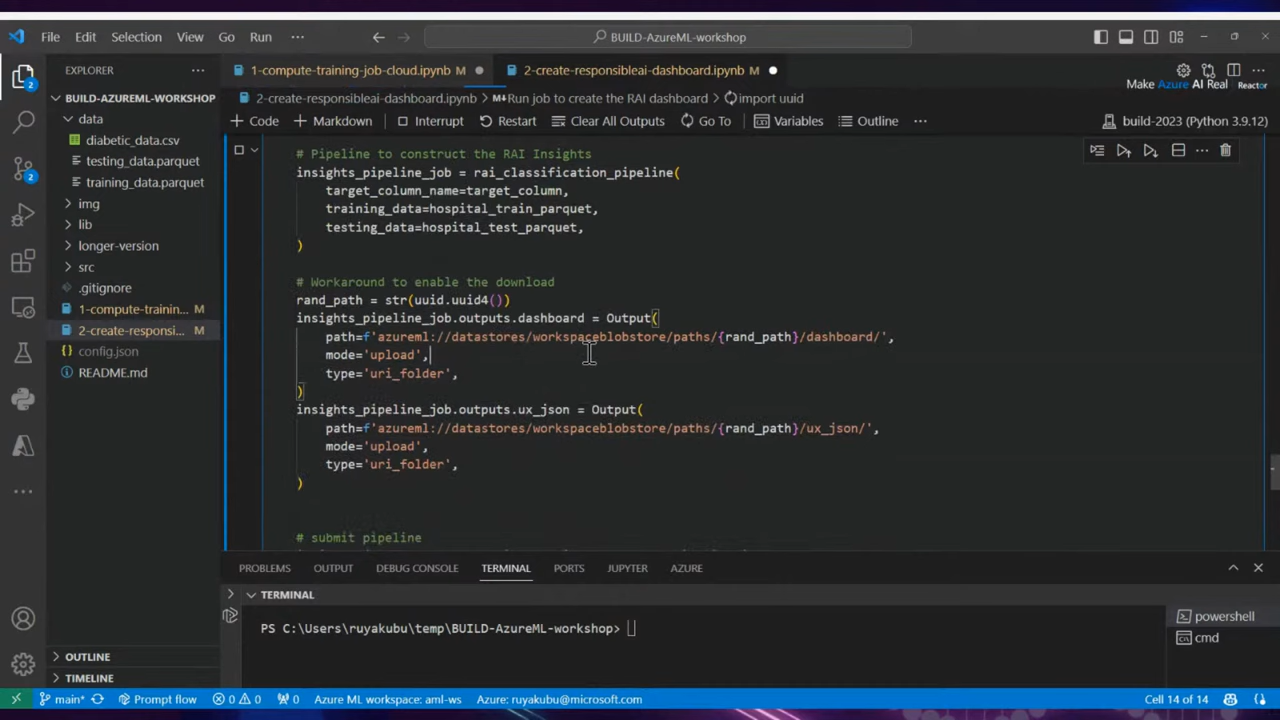 File Edit Selection View Go Run ··· BUILD-AzureML-workshop
EXPLORER ···
1-compute-training-job-cloud.ipynb M
2-create-responsibleai-dashboard.ipynb M
2
BUILD-AZUREML-WORKSHOP
2-create-responsibleai-dashboard.ipynb > M↓Run job to create the RAI dashboard > import uuid
Make Azure AI Real Reactor
data
Code Markdown Interrupt Restart Clear All Outputs Go To Variables Outline ··· build-2023 (Python 3.9.12)
diabetic_data.csv
testing_data.parquet
training_data.parquet
2
img
lib
longer-version
src
.gitignore
1-compute-trainin... M
2-create-responsi... M
config.json
README.md
# Pipeline to construct the RAI Insights
insights_pipeline_job = rai_classification_pipeline(
target_column_name=target_column,
training_data=hospital_train_parquet,
testing_data=hospital_test_parquet,
)
# Workaround to enable the download
rand_path = str(uuid.uuid4())
insights_pipeline_job.outputs.dashboard = Output(
path=f'azureml://datastores/workspaceblobstore/paths/{rand_path}/dashboard/',
mode='upload',
type='uri_folder',
)
insights_pipeline_job.outputs.ux_json = Output(
path=f'azureml://datastores/workspaceblobstore/paths/{rand_path}/ux_json/',
mode='upload',
type='uri_folder',
)
# submit pipeline
PROBLEMS OUTPUT DEBUG CONSOLE TERMINAL PORTS JUPYTER AZURE
TERMINAL
PS C:\Users\ruyakubu\temp\BUILD-AzureML-workshop>
powershell
cmd
OUTLINE
TIMELINE
main* Prompt flow 0 0 0 Azure ML workspace: aml-ws Azure: ruyakubu@microsoft.com Cell 14 of 14